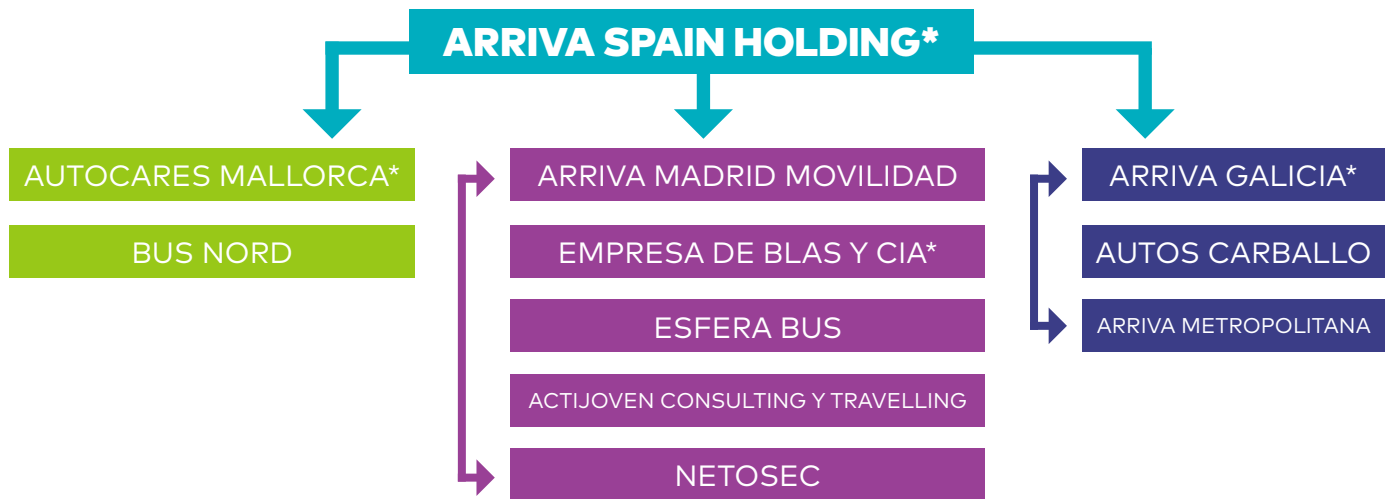 ARRIVA SPAIN HOLDING*
AUTOCARES MALLORCA*
BUS NORD
ARRIVA MADRID MOVILIDAD
EMPRESA DE BLAS Y CIA*
ESFERA BUS
ACTIJOVEN CONSULTING Y TRAVELLING
NETOSEC
ARRIVA GALICIA*
AUTOS CARBALLO
ARRIVA METROPOLITANA